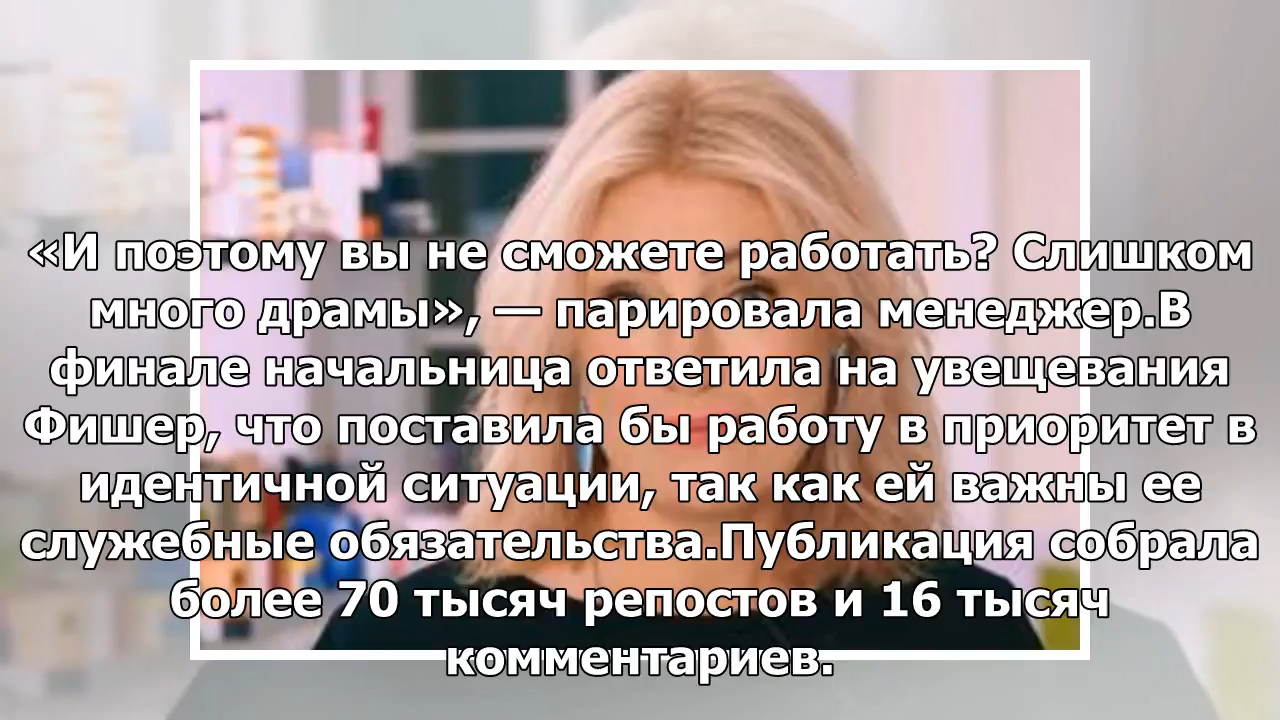 «И поэтому вы не сможете работать? Слишком
много драмы», — парировала менеджер.В
финале начальница ответила на увещевания
Фишер, что поставила бы работу в приоритет в
идентичной ситуации, так как ей важны ее
служебные обязательства.Публикация собрала
более 70 тысяч репостов и 16 тысяч
комментариев.